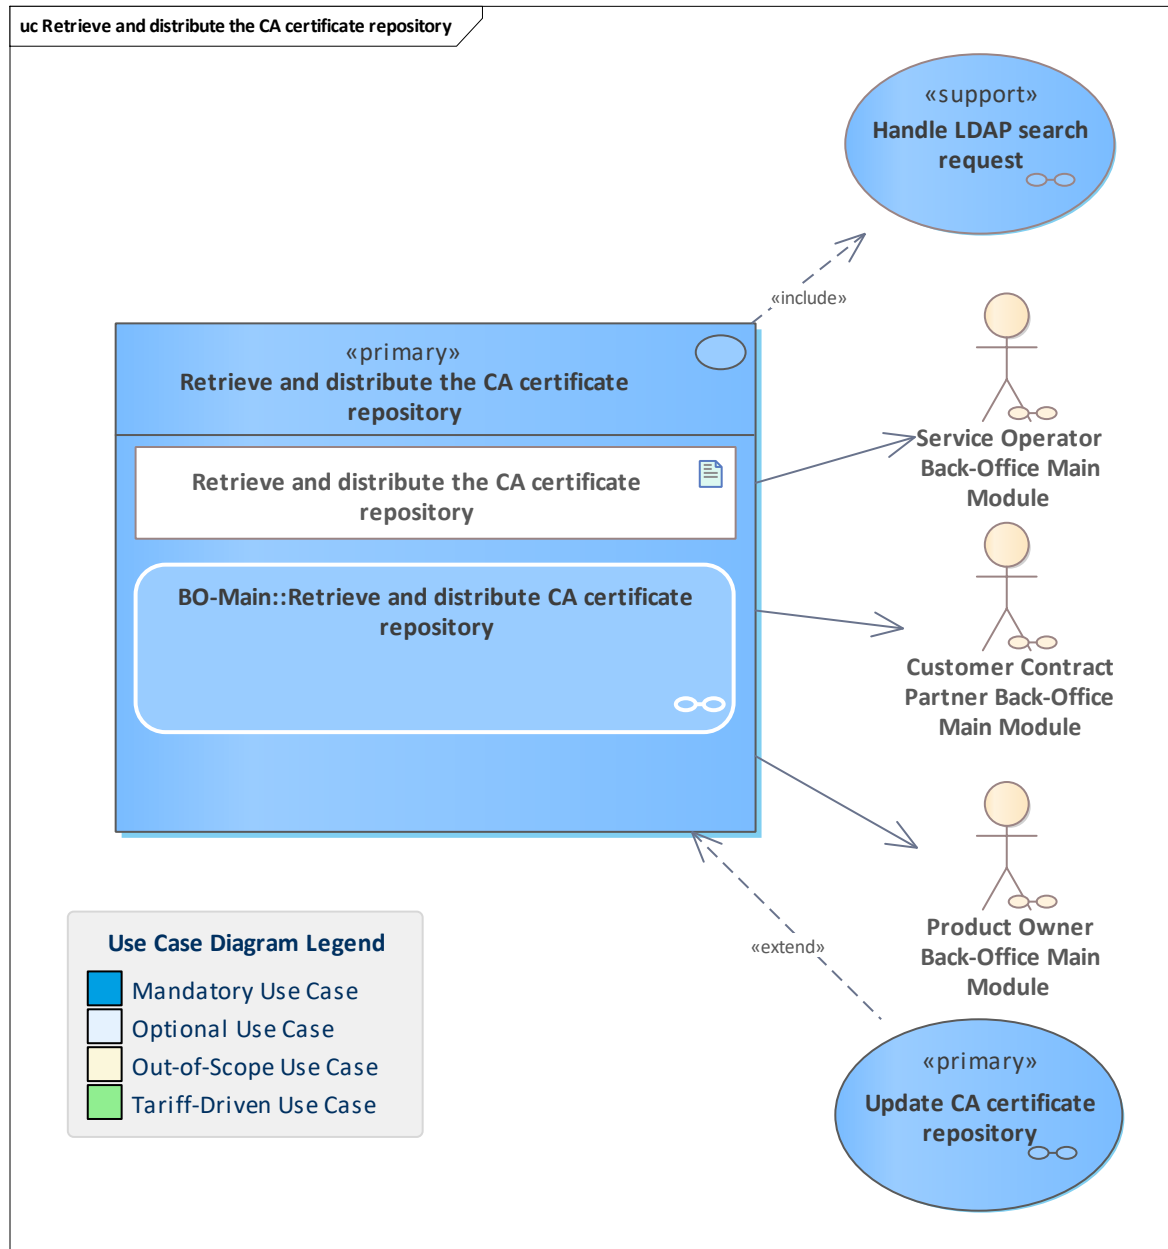 uc Retrieve and distribute the CA certificate repository
«support»
Handle LDAP search
request
«include»
«primary»
Retrieve and distribute the CA certificate
repository
Retrieve and distribute the CA certificate
repository
BO-Main::Retrieve and distribute CA certificate
repository
Service Operator
Back-Office Main
Module
Customer Contract
Partner Back-Office
Main Module
Product Owner
Back-Office Main
Module
«extend»
«primary»
Update CA certificate
repository
Use Case Diagram Legend
Mandatory Use Case
Optional Use Case
Out-of-Scope Use Case
Tariff-Driven Use Case